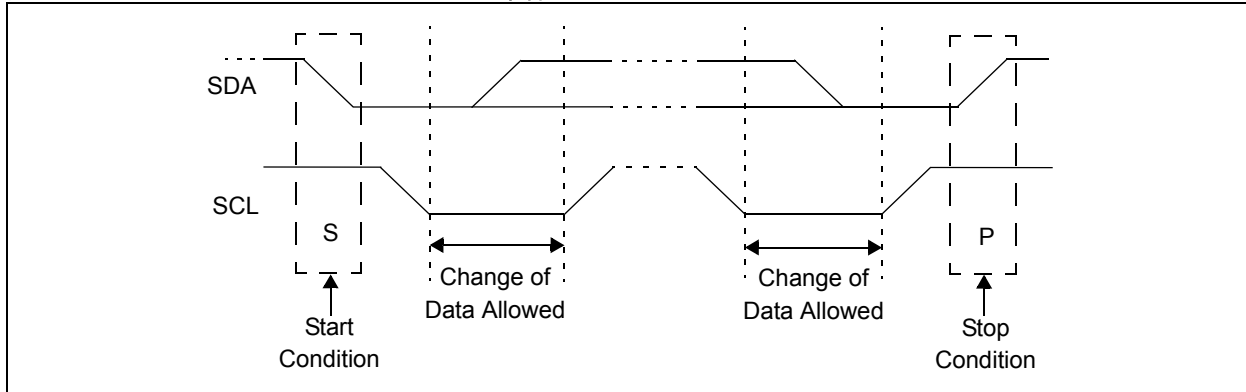 SDA
SCL
S
P
Change of
Data Allowed
Change of
Data Allowed
Start
Condition
Stop
Condition